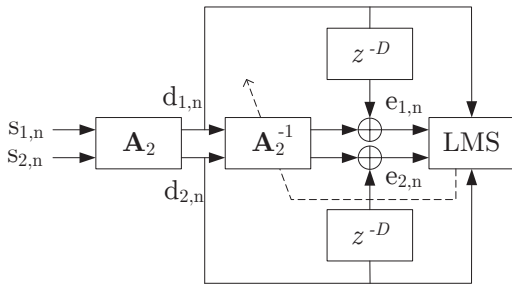 z⁻ᴰ
d₁,ₙ
e₁,ₙ
s₁,ₙ
A₂
A₂⁻¹
LMS
s₂,ₙ
d₂,ₙ
e₂,ₙ
z⁻ᴰ